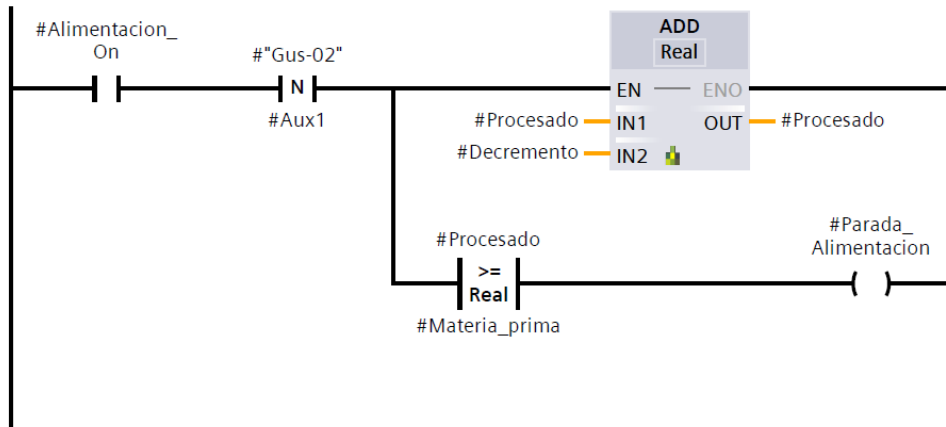 #Alimentacion_
On
#"Gus-02"
N
#Aux1
ADD
Real
EN
ENO
#Procesado
IN1
OUT
#Procesado
#Decremento
IN2
#Procesado
>=
Real
#Materia_prima
#Parada_
Alimentacion
( )